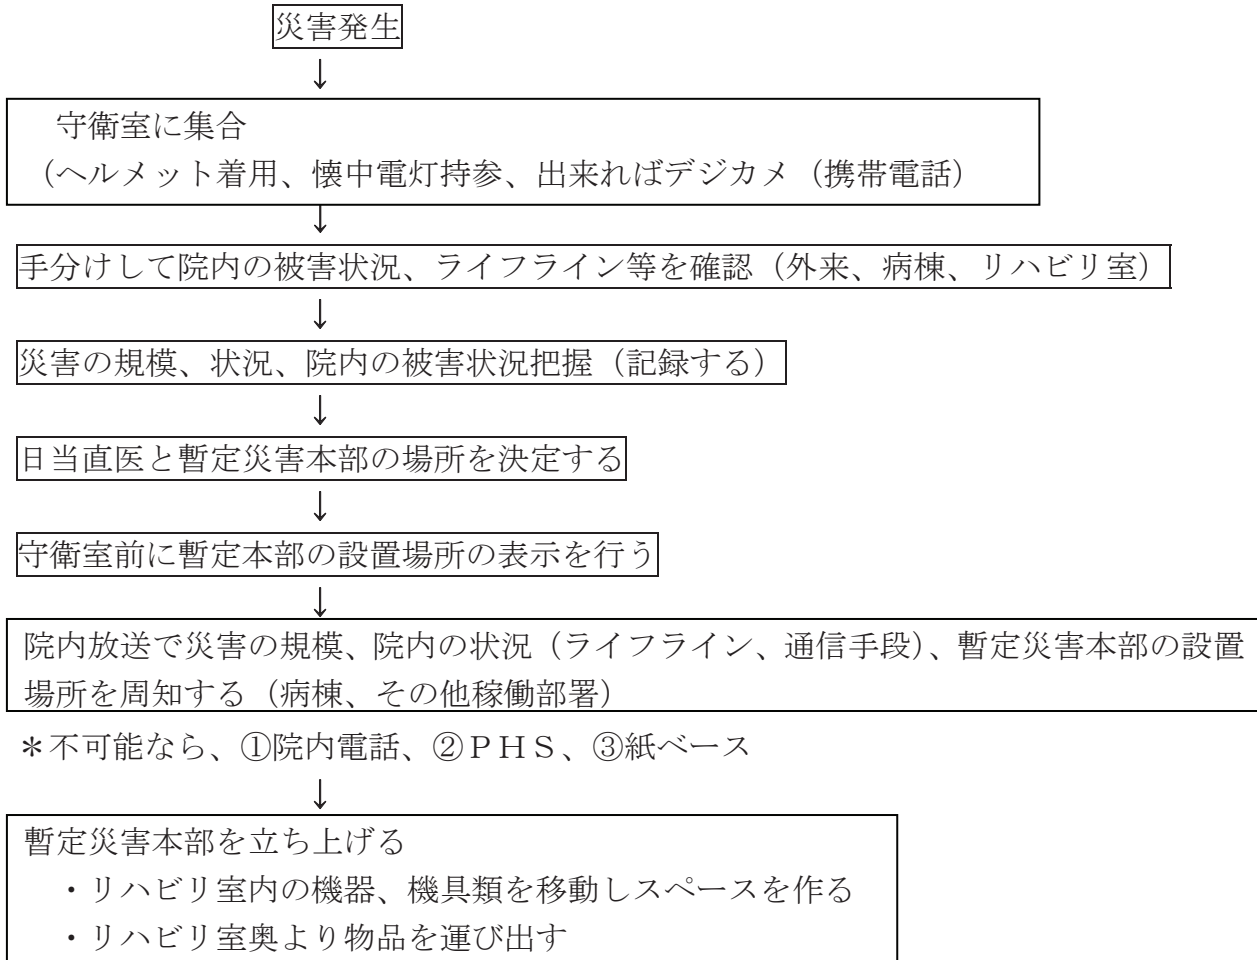 災害発生
↓
守衛室に集合
(ヘルメット着用、懐中電灯持参、出来ればデジカメ（携帯電話）
↓
手分けして院内の被害状況、ライフライン等を確認（外来、病棟、リハビリ室）
↓
災害の規模、状況、院内の被害状況把握（記録する）
↓
日当直医と暫定災害本部の場所を決定する
↓
守衛室前に暫定本部の設置場所の表示を行う
↓
院内放送で災害の規模、院内の状況（ライフライン、通信手段）、暫定災害本部の設置
場所を周知する（病棟、その他稼働部署）
＊不可能なら、①院内電話、②ＰＨＳ、③紙ベース
↓
暫定災害本部を立ち上げる
・リハビリ室内の機器、機具類を移動しスペースを作る
・リハビリ室奥より物品を運び出す